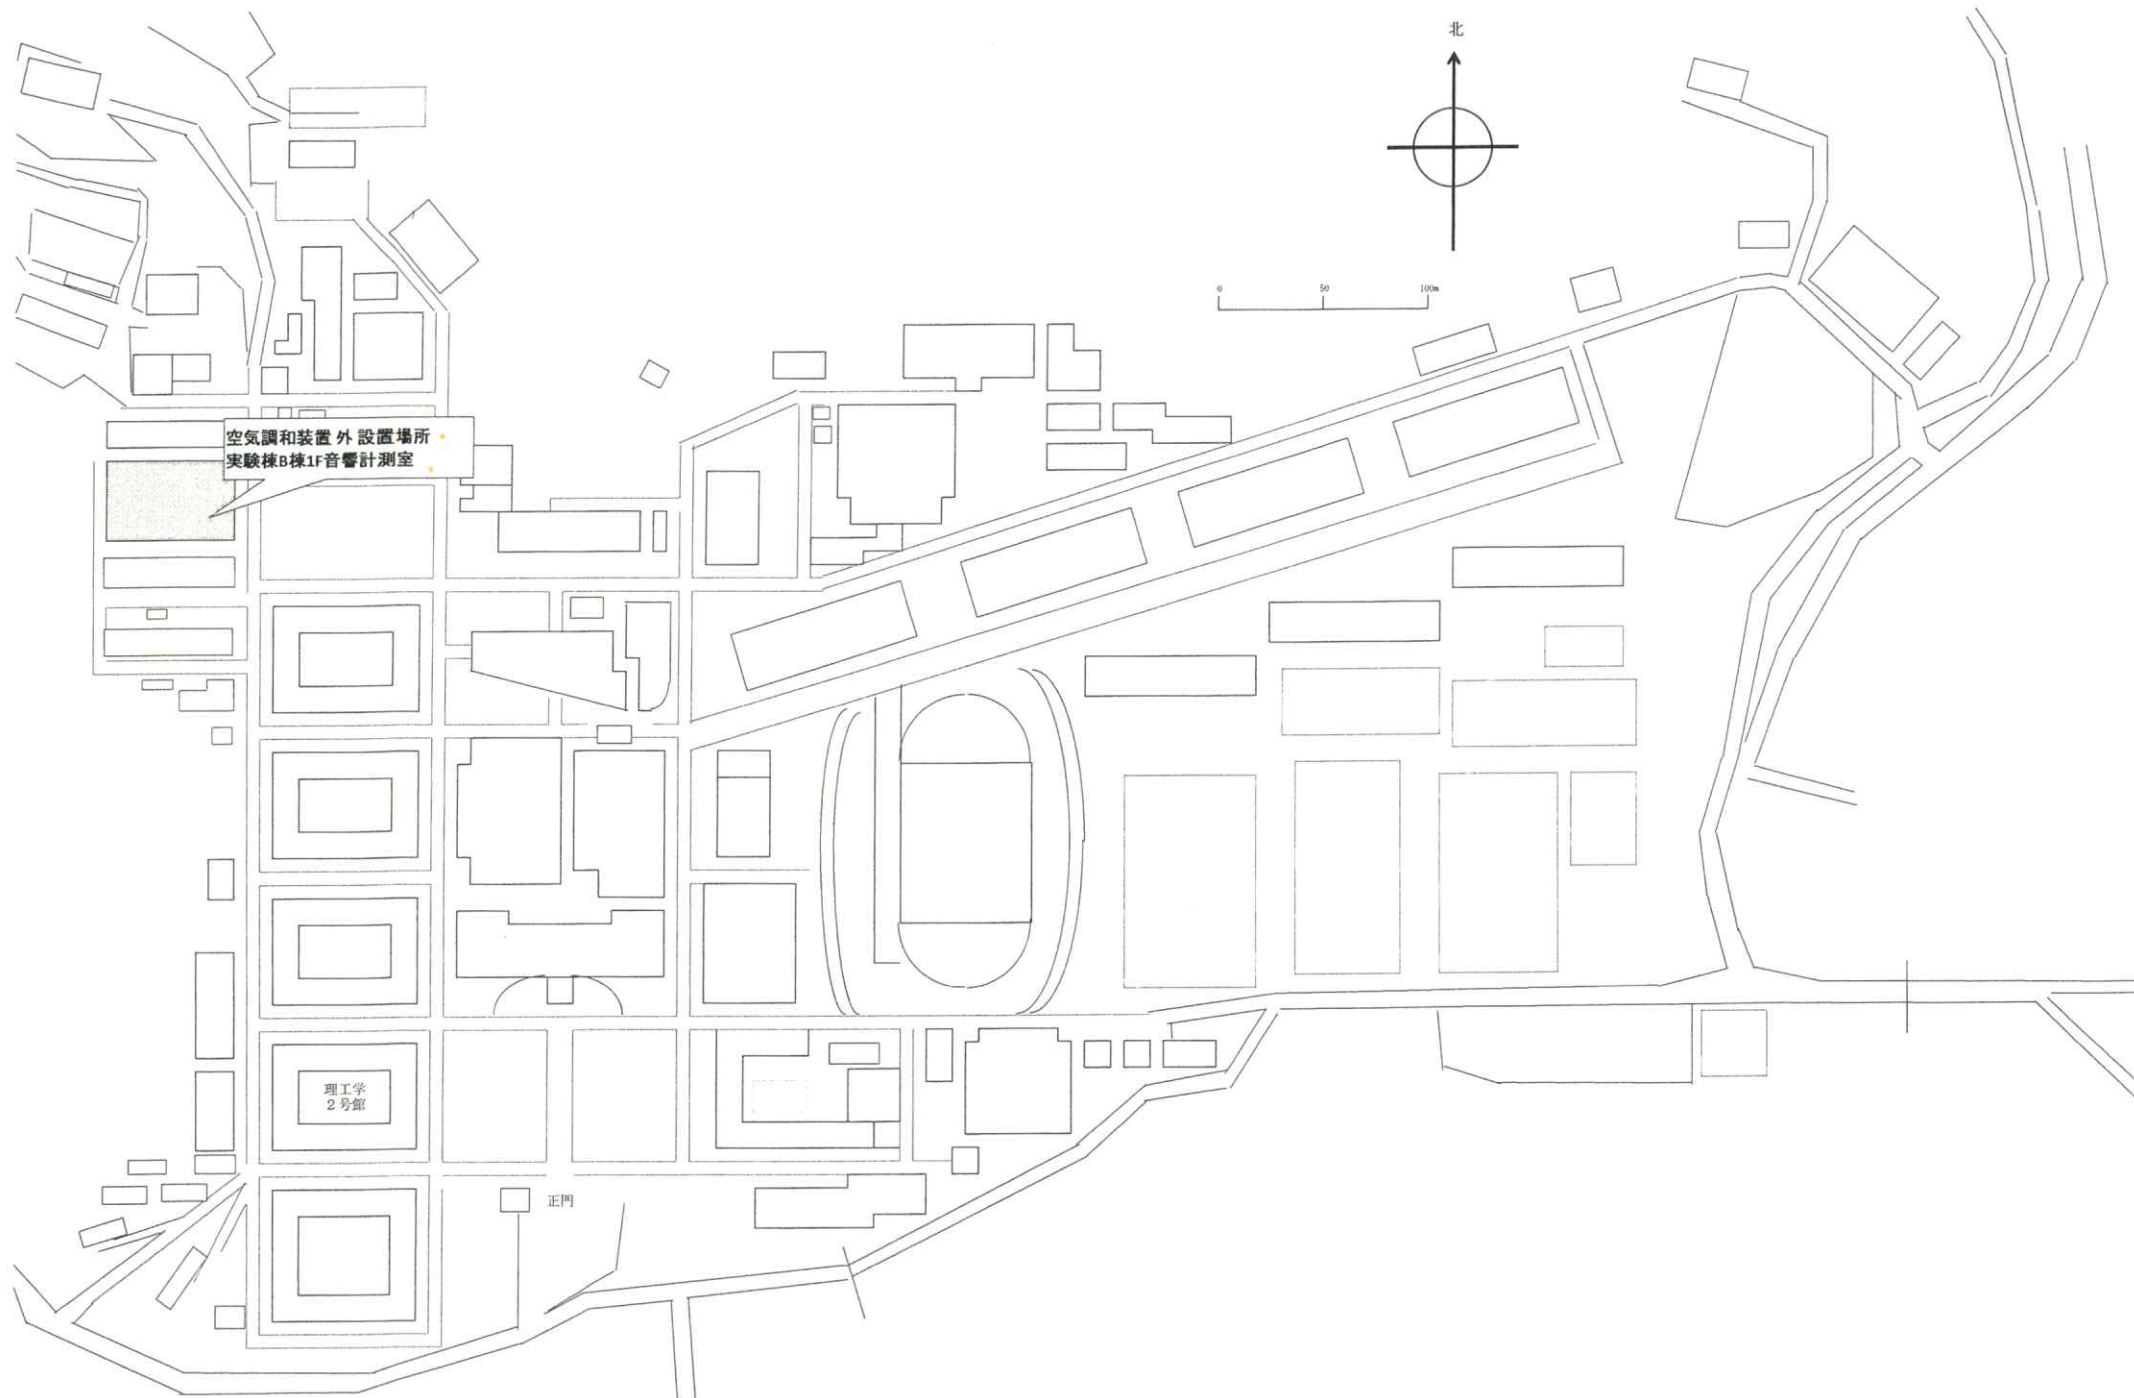 北
0 50 100m
空気調和装置 外 設置場所
実験棟B棟1F音響計測室
理工学
2号館
正門